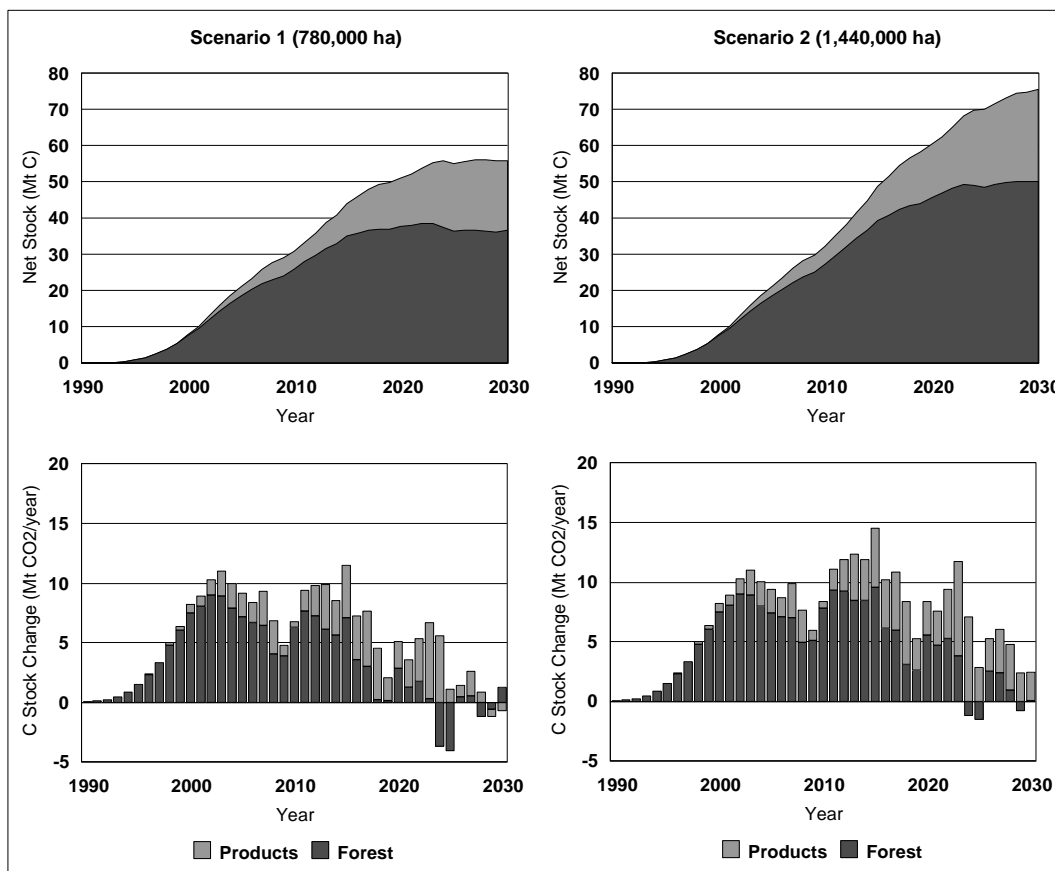 Scenario 1 (780,000 ha)
Scenario 2 (1,440,000 ha)
Net Stock (Mt C)
80
70
60
50
40
30
20
10
0
1990 2000 2010 2020 2030
Year
Net Stock (Mt C)
80
70
60
50
40
30
20
10
0
1990 2000 2010 2020 2030
Year
C Stock Change (Mt CO2/year)
20
15
10
5
0
-5
1990 2000 2010 2020 2030
Year
Products Forest
C Stock Change (Mt CO2/year)
20
15
10
5
0
-5
1990 2000 2010 2020 2030
Year
Products Forest